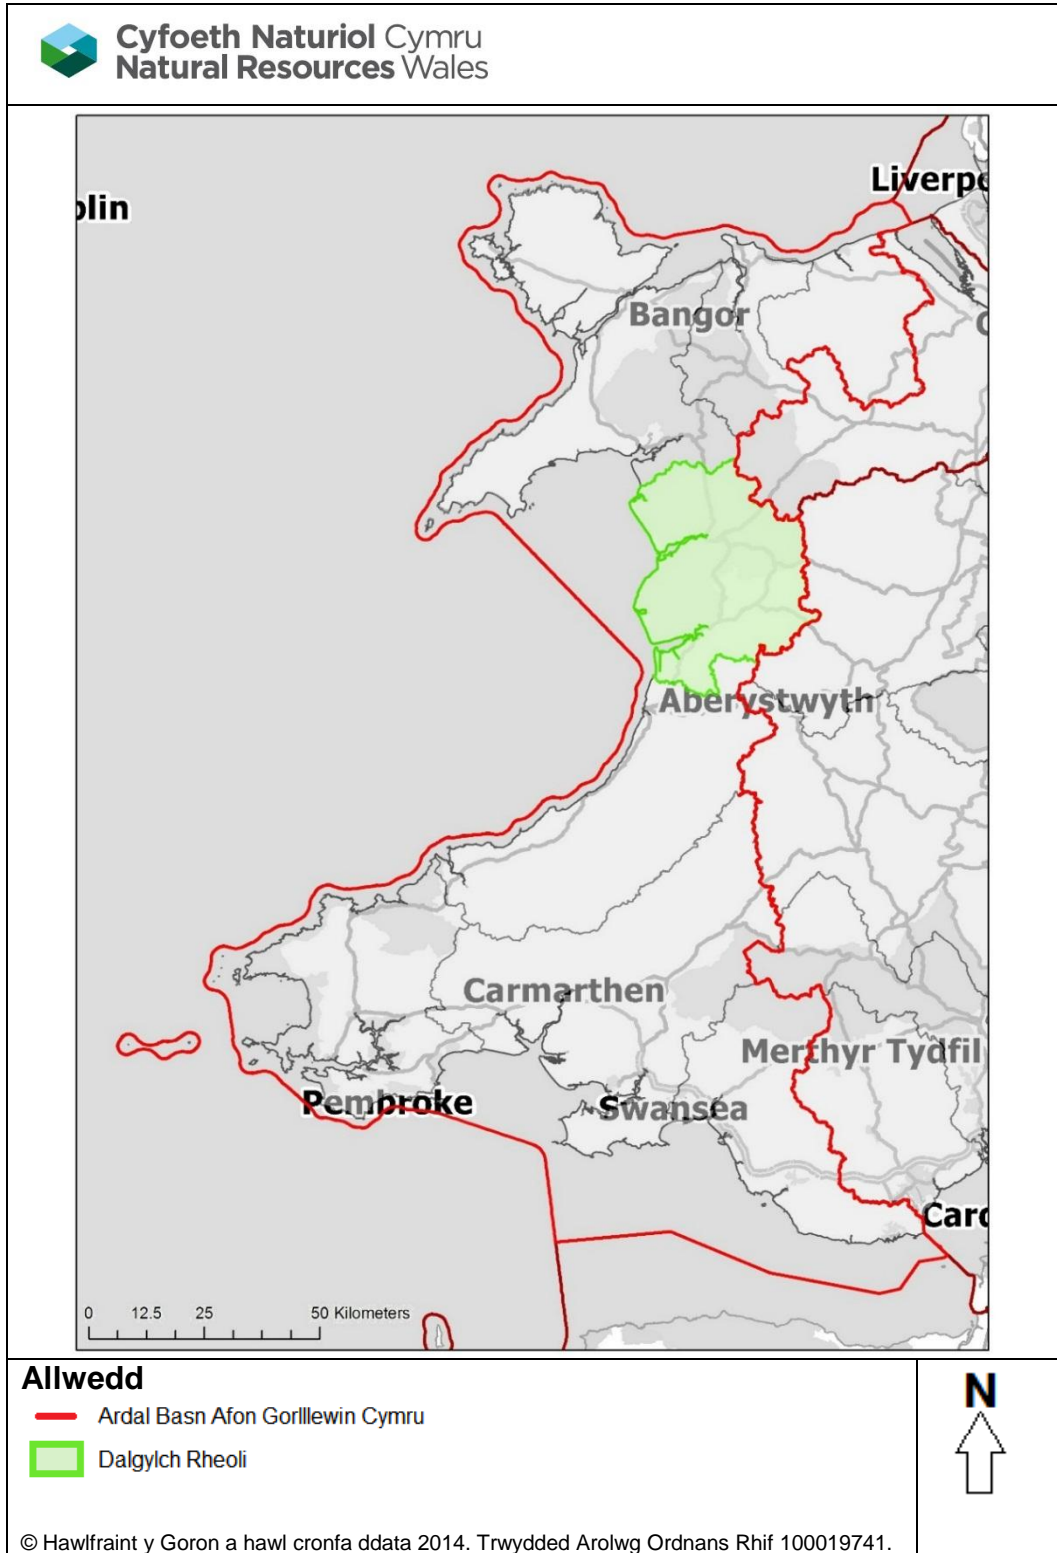 Cyfoeth Naturiol Cymru
Natural Resources Wales
Liverpo
blin
Bangor
Aberystwyth
Carmarthen
Merthyr Tydfil
Pembroke
Swansea
Card
0 12.5 25 50 Kilometers
Allwedd
N
Ardal Basn Afon Gorlllewin Cymru
Dalgylch Rheoli
© Hawlfraint y Goron a hawl cronfa ddata 2014. Trwydded Arolwg Ordnans Rhif 100019741.